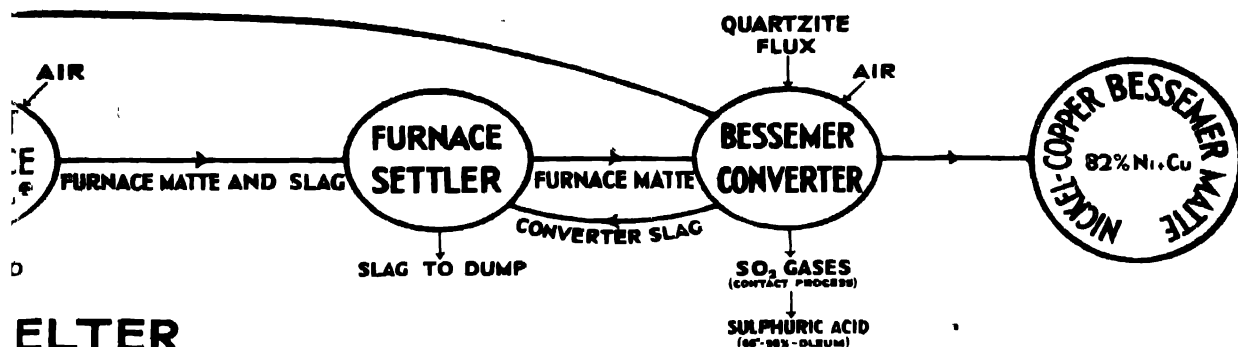 QUARTZITE
FLUX
AIR
AIR
CE
FURNACE
SETTLER
BESSEMER
CONVERTER
NICKEL-COPPER BESSEMER MATTE
82% Ni+Cu
FURNACE MATTE AND SLAG
FURNACE MATTE
CONVERTER SLAG
SLAG TO DUMP
SO₂ GASES
(CONTACT PROCESS)
SULPHURIC ACID
ELTER